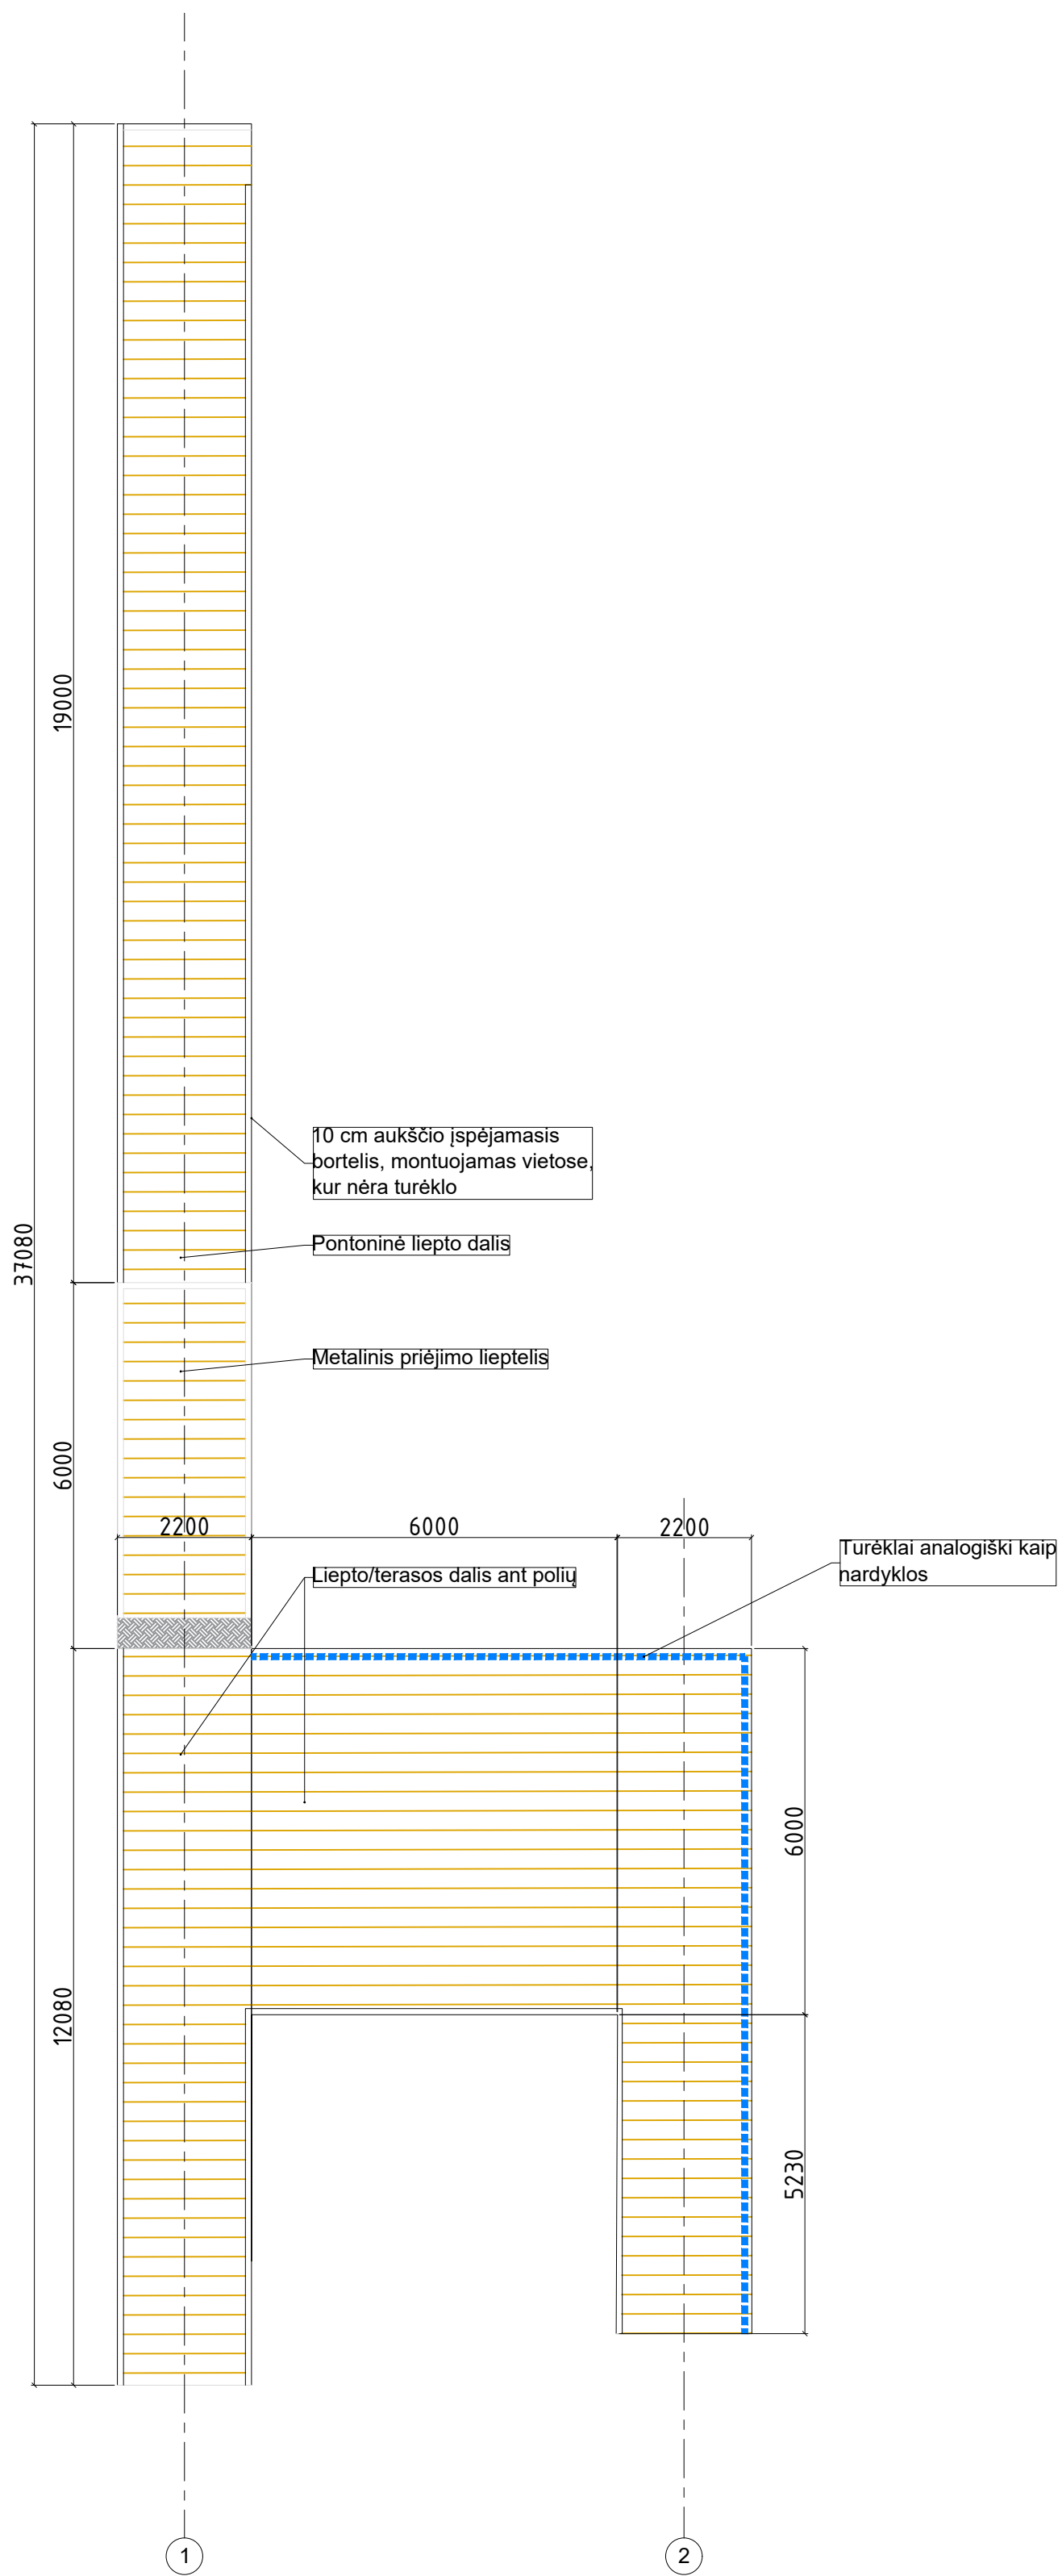 19000
37080
10 cm aukščio įspėjamasis
bortelis, montuojamas vietose,
kur nėra turėklo
Pontoninė liepto dalis
Metalinis priėjimo lieptelis
6000
2200
6000
2200
Turėklai analogiški kaip
nardyklos
Liepto/terasos dalis ant polių
6000
12080
5230
1
2